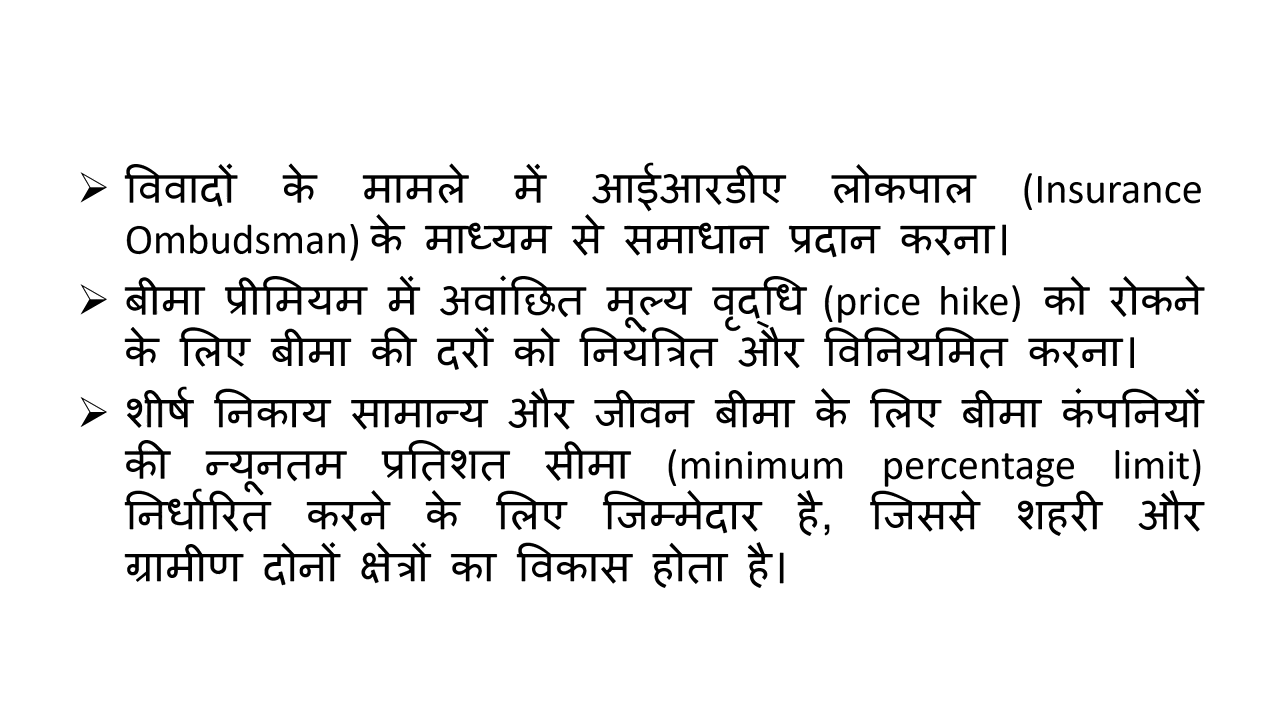 ➢ विवादों के मामले में आईआरडीए लोकपाल (Insurance
Ombudsman) के माध्यम से समाधान प्रदान करना।
➢ बीमा प्रीमियम में अवांछित मूल्य वृद्धि (price hike) को रोकने
के लिए बीमा की दरों को नियंत्रित और विनियमित करना।
➢ शीर्ष निकाय सामान्य और जीवन बीमा के लिए बीमा कंपनियों
की न्यूनतम प्रतिशत सीमा (minimum percentage limit)
निर्धारित करने के लिए जिम्मेदार है, जिससे शहरी और
ग्रामीण दोनों क्षेत्रों का विकास होता है।